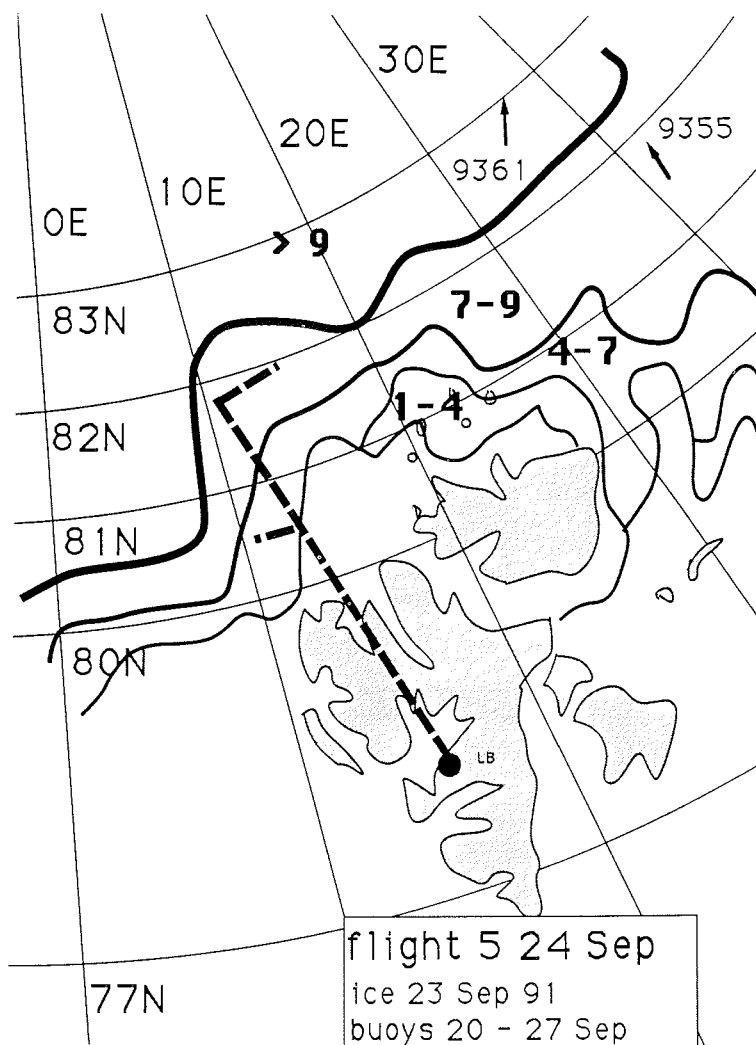 30E
9355
20E
9361
10E
0E
> 9
83N
7-9
4-7
1-4
82N
81N
80N
LB
flight 5 24 Sep
ice 23 Sep 91
buoys 20 - 27 Sep
77N